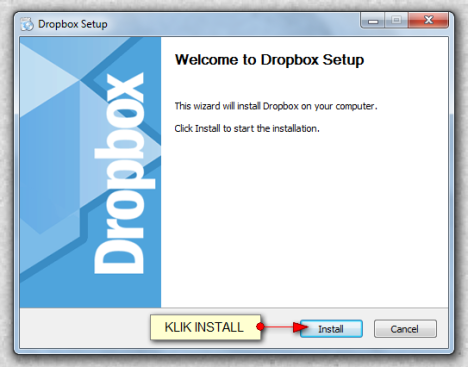 Dropbox Setup
Dropbox
Welcome to Dropbox Setup
This wizard will install Dropbox on your computer.
Click Install to start the installation.
KLIK INSTALL
Install
Cancel